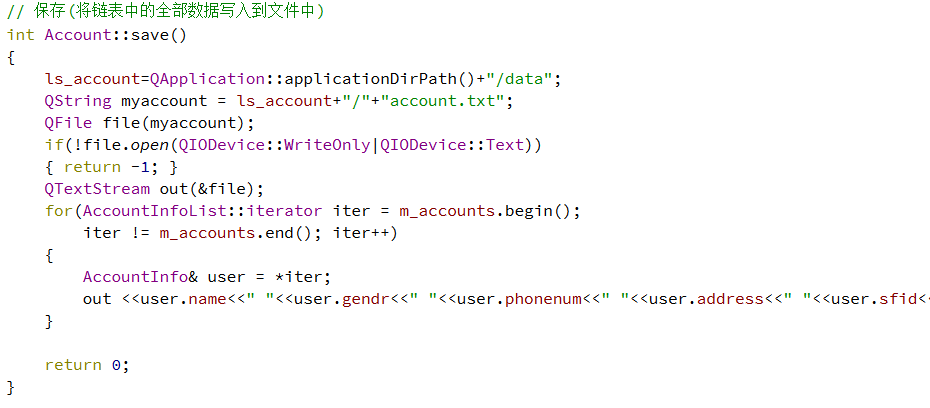 // 保存(将链表中的全部数据写入到文件中)
int Account::save()
{
    ls_account=QApplication::applicationDirPath()+"/data";
    QString myaccount = ls_account+"/"+"account.txt";
    QFile file(myaccount);
    if(!file.open(QIODevice::WriteOnly|QIODevice::Text))
    { return -1; }
    QTextStream out(&file);
    for(AccountInfoList::iterator iter = m_accounts.begin();
        iter != m_accounts.end(); iter++)
    {
        AccountInfo& user = *iter;
        out <<user.name<<" "<<user.gendr<<" "<<user.phonenum<<" "<<user.address<<" "<<user.sfid<
    }
    return 0;
}